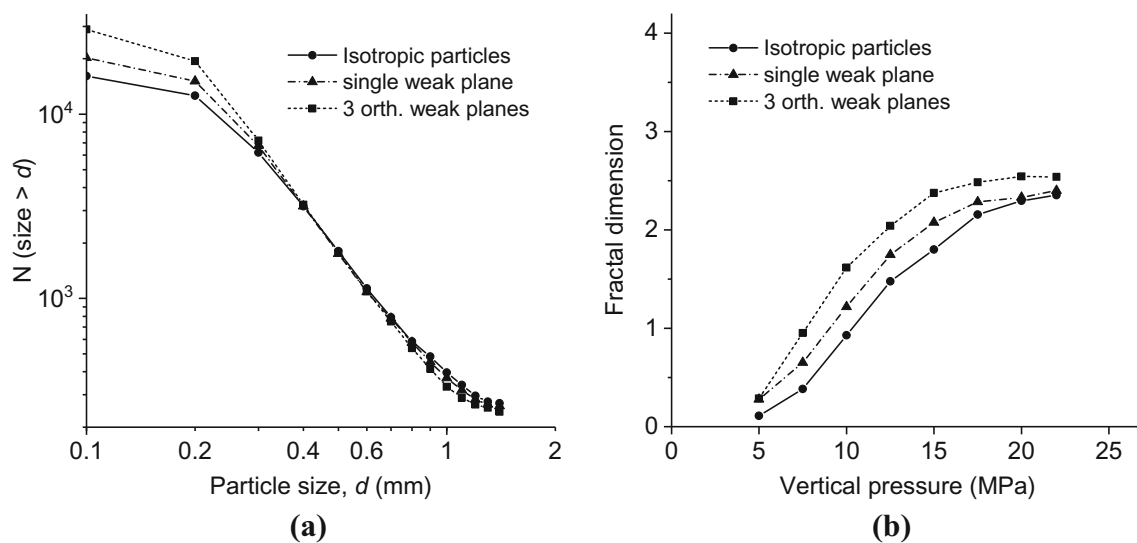 Isotropic particles
single weak plane
3 orth. weak planes
10^4
10^3
N (size > d)
0.1 0.2 0.4 0.6 1 2
Particle size, d (mm)
(a)
Isotropic particles
single weak plane
3 orth. weak planes
4
3
2
1
0
Fractal dimension
0 5 10 15 20 25
Vertical pressure (MPa)
(b)